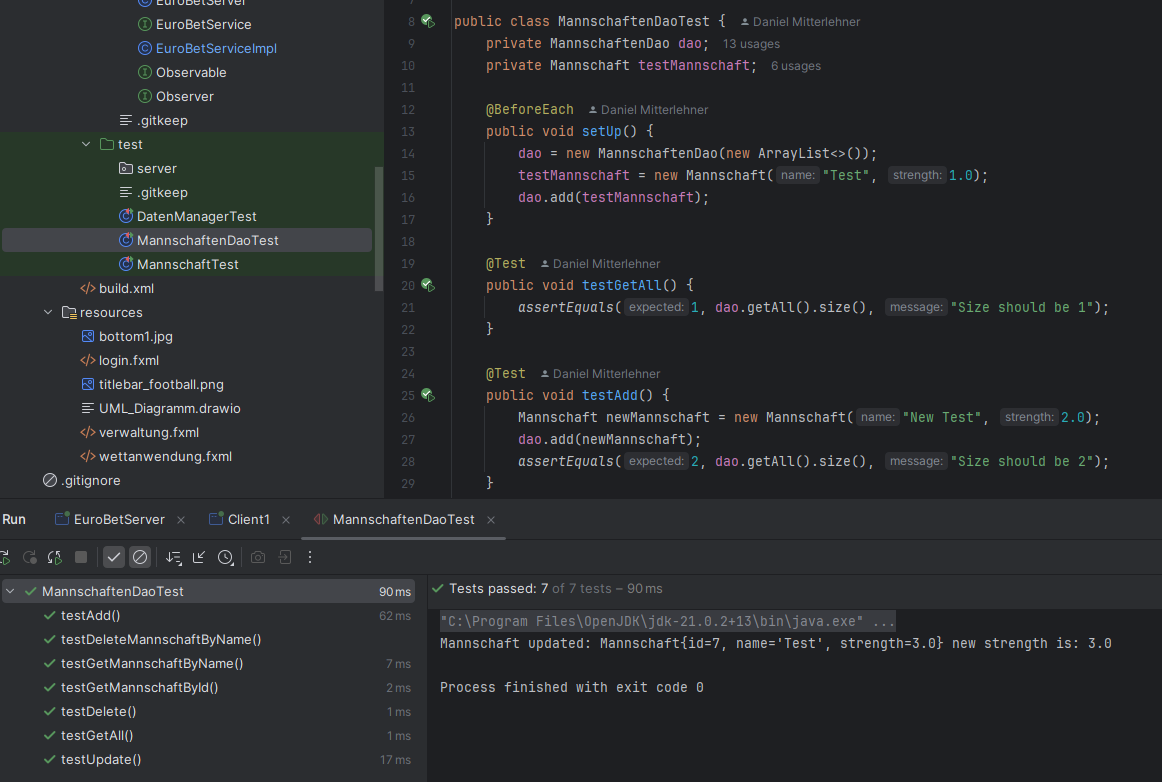 EuroBetServer
EuroBetService
EuroBetServiceImpl
Observable
Observer
.gitkeep
test
server
.gitkeep
DatenManagerTest
MannschaftenDaoTest
MannschaftTest
build.xml
resources
bottom1.jpg
login.fxml
titlebar_football.png
UML_Diagramm.drawio
verwaltung.fxml
wettanwendung.fxml
.gitignore
8 public class MannschaftenDaoTest { Daniel Mitterlehner
9 private MannschaftenDao dao; 13 usages
10 private Mannschaft testMannschaft; 6 usages
11
12 @BeforeEach Daniel Mitterlehner
13 public void setUp() {
14 dao = new MannschaftenDao(new ArrayList<>());
15 testMannschaft = new Mannschaft( name: "Test", strength: 1.0);
16 dao.add(testMannschaft);
17 }
18
19 @Test Daniel Mitterlehner
20 public void testGetAll() {
21 assertEquals( expected: 1, dao.getAll().size(), message: "Size should be 1");
22 }
23
24 @Test Daniel Mitterlehner
25 public void testAdd() {
26 Mannschaft newMannschaft = new Mannschaft( name: "New Test", strength: 2.0);
27 dao.add(newMannschaft);
28 assertEquals( expected: 2, dao.getAll().size(), message: "Size should be 2");
29 }
Run EuroBetServer Client1 MannschaftenDaoTest
MannschaftenDaoTest 90 ms
testAdd() 62 ms
testDeleteMannschaftByName()
testGetMannschaftByName() 7 ms
testGetMannschaftById() 2 ms
testDelete() 1 ms
testGetAll() 1 ms
testUpdate() 17 ms
Tests passed: 7 of 7 tests – 90 ms
"C:\Program Files\OpenJDK\jdk-21.0.2+13\bin\java.exe" ...
Mannschaft updated: Mannschaft{id=7, name='Test', strength=3.0} new strength is: 3.0
Process finished with exit code 0